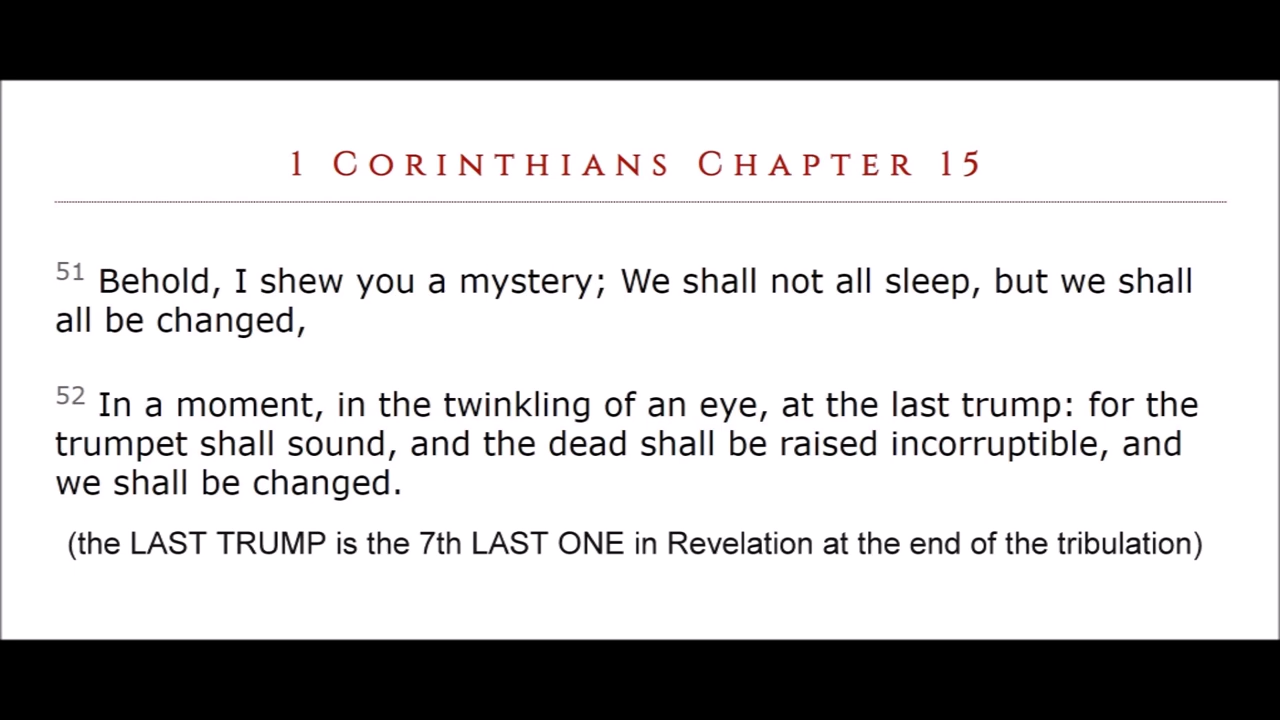 1 Corinthians Chapter 15
51 Behold, I shew you a mystery; We shall not all sleep, but we shall
all be changed,
52 In a moment, in the twinkling of an eye, at the last trump: for the
trumpet shall sound, and the dead shall be raised incorruptible, and
we shall be changed.
(the LAST TRUMP is the 7th LAST ONE in Revelation at the end of the tribulation)